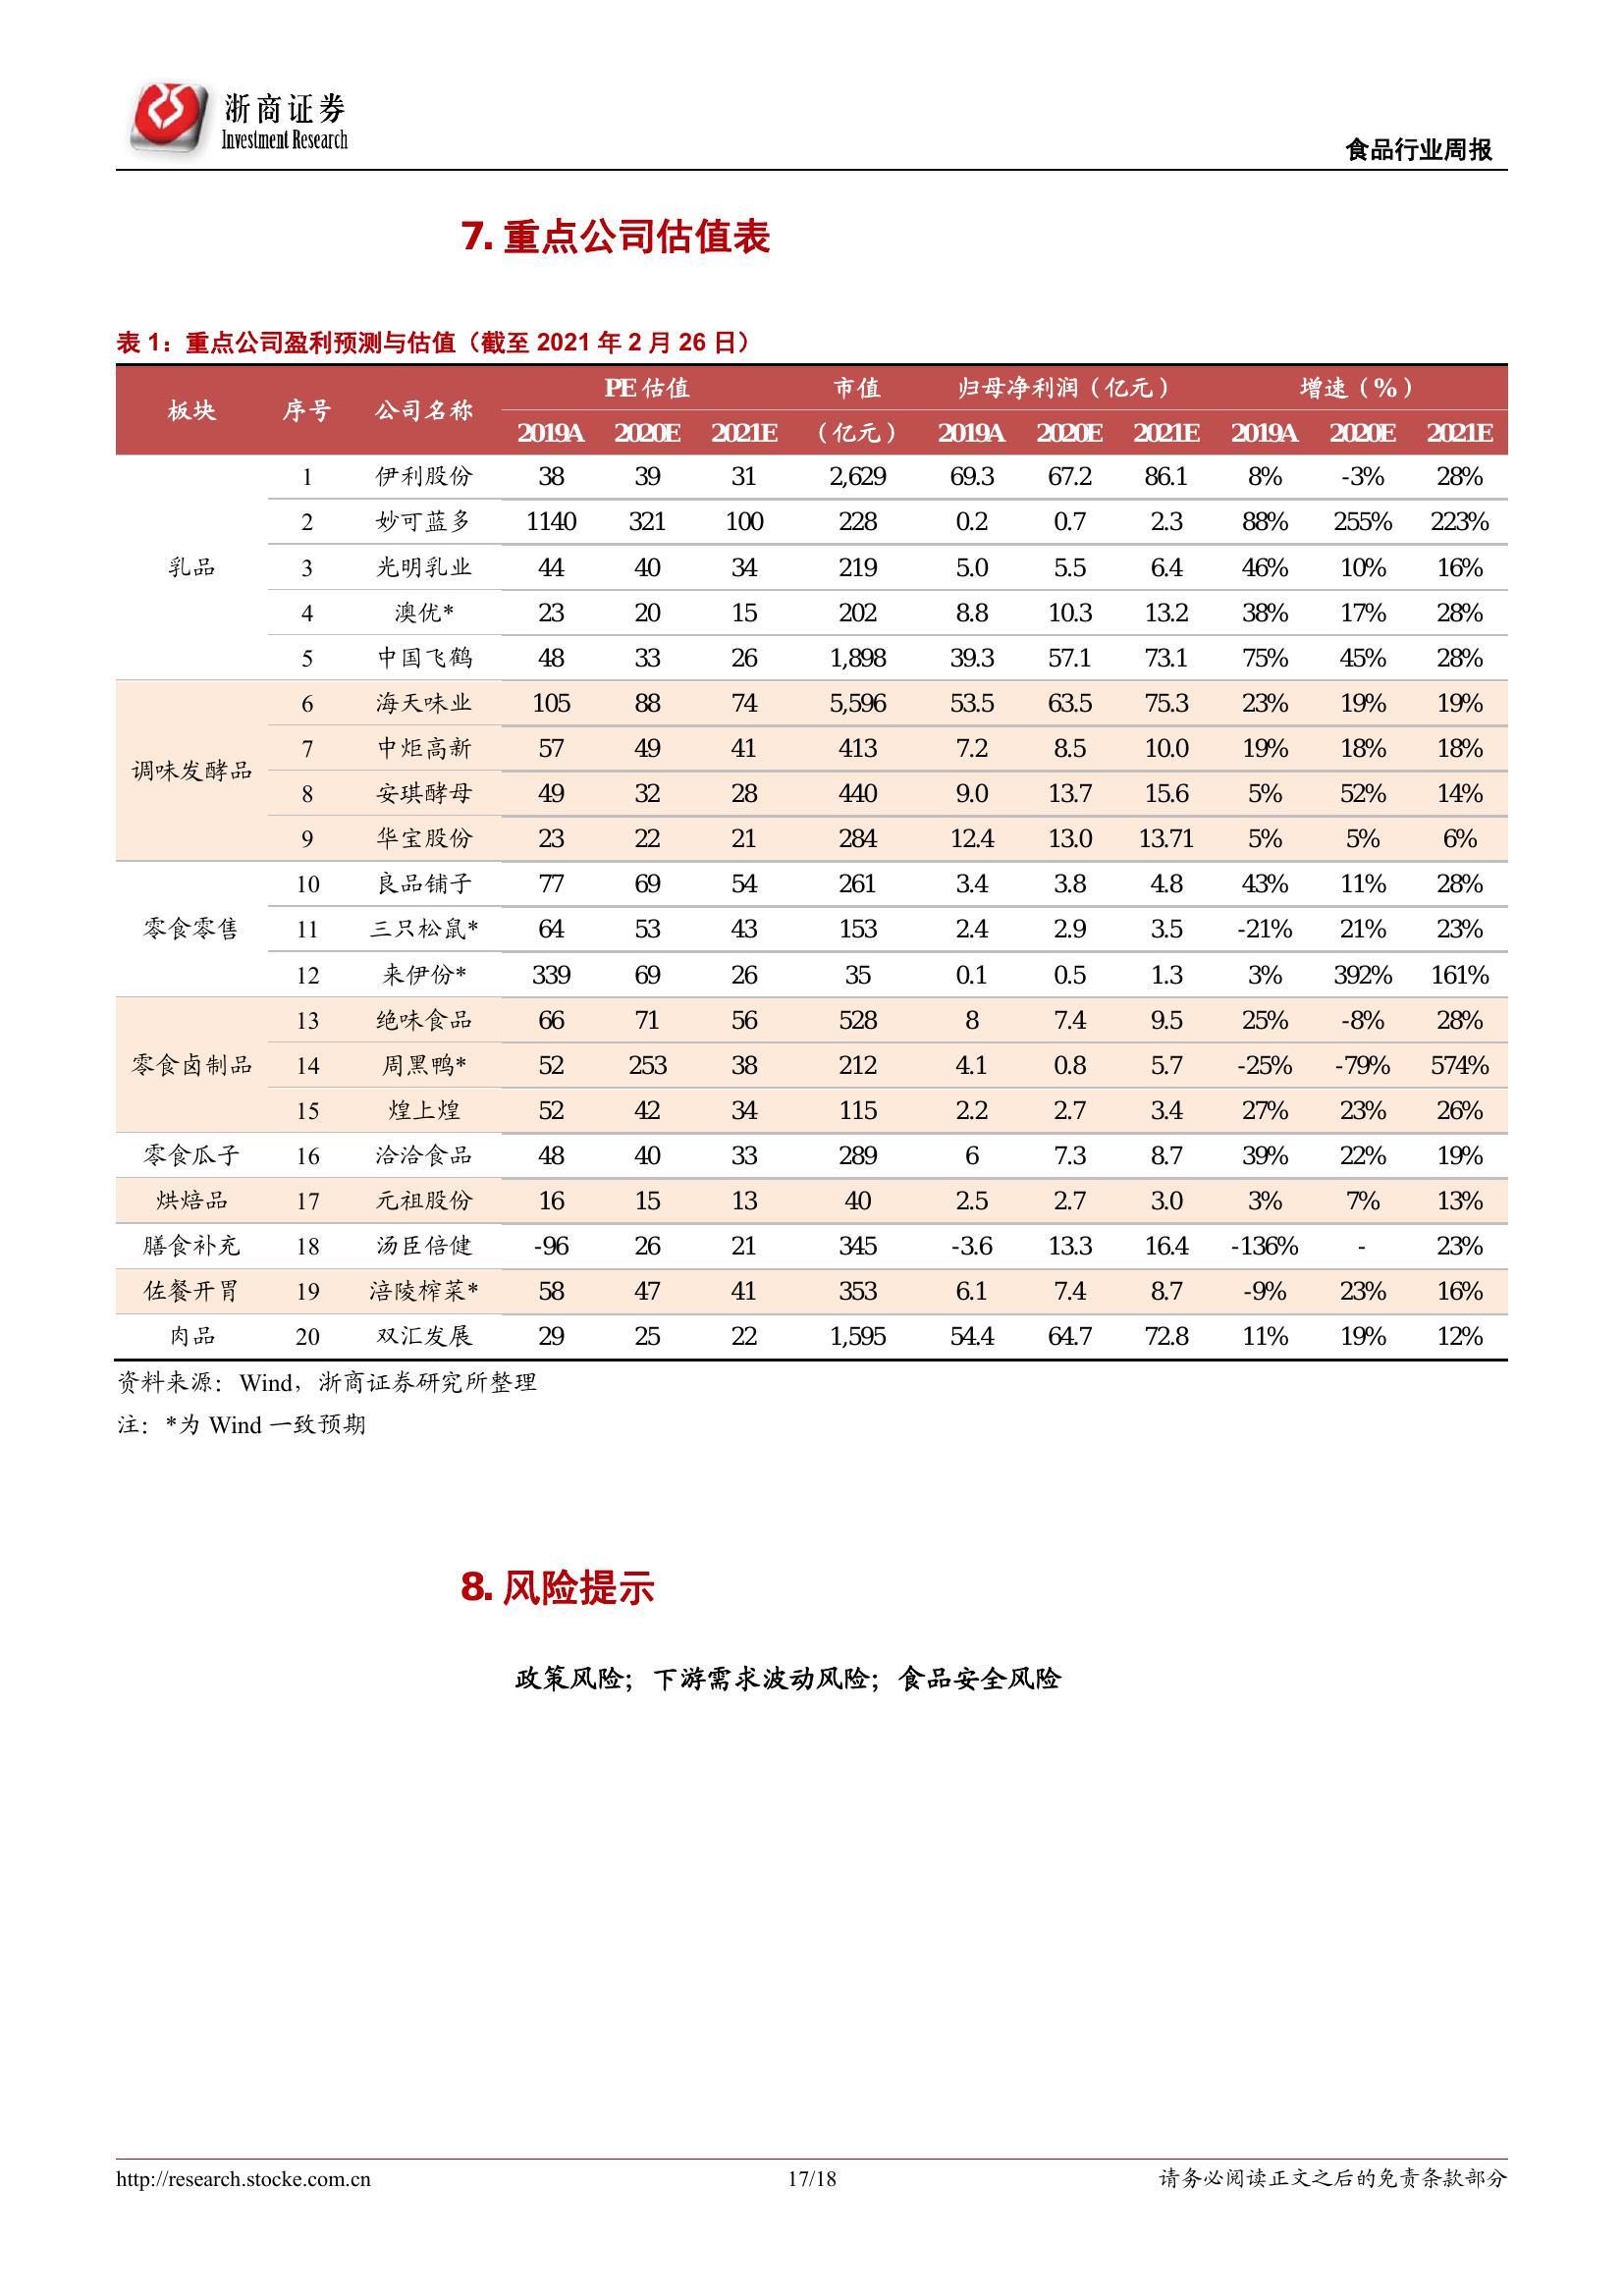 浙商证券
Investment Research
食品行业周报
7. 重点公司估值表
表 1：重点公司盈利预测与估值（截至 2021 年 2 月 26 日）
板块 序号 公司名称 PE 估值 市值 归母净利润（亿元） 增速（%）
2019A 2020E 2021E （亿元） 2019A 2020E 2021E 2019A 2020E 2021E
乳品
1 伊利股份 38 39 31 2,629 69.3 67.2 86.1 8% -3% 28%
2 妙可蓝多 1140 321 100 228 0.2 0.7 2.3 88% 255% 223%
3 光明乳业 44 40 34 219 5.0 5.5 6.4 46% 10% 16%
4 澳优* 23 20 15 202 8.8 10.3 13.2 38% 17% 28%
5 中国飞鹤 48 33 26 1,898 39.3 57.1 73.1 75% 45% 28%
调味发酵品
6 海天味业 105 88 74 5,596 53.5 63.5 75.3 23% 19% 19%
7 中炬高新 57 49 41 413 7.2 8.5 10.0 19% 18% 18%
8 安琪酵母 49 32 28 440 9.0 13.7 15.6 5% 52% 14%
9 华宝股份 23 22 21 284 12.4 13.0 13.71 5% 5% 6%
零食零售
10 良品铺子 77 69 54 261 3.4 3.8 4.8 43% 11% 28%
11 三只松鼠* 64 53 43 153 2.4 2.9 3.5 -21% 21% 23%
12 来伊份* 339 69 26 35 0.1 0.5 1.3 3% 392% 161%
零食卤制品
13 绝味食品 66 71 56 528 8 7.4 9.5 25% -8% 28%
14 周黑鸭* 52 253 38 212 4.1 0.8 5.7 -25% -79% 574%
15 煌上煌 52 42 34 115 2.2 2.7 3.4 27% 23% 26%
零食瓜子 16 洽洽食品 48 40 33 289 6 7.3 8.7 39% 22% 19%
烘焙品 17 元祖股份 16 15 13 40 2.5 2.7 3.0 3% 7% 13%
膳食补充 18 汤臣倍健 -96 26 21 345 -3.6 13.3 16.4 -136% - 23%
佐餐开胃 19 涪陵榨菜* 58 47 41 353 6.1 7.4 8.7 -9% 23% 16%
肉品 20 双汇发展 29 25 22 1,595 54.4 64.7 72.8 11% 19% 12%
资料来源：Wind，浙商证券研究所整理
注：*为 Wind 一致预期
8. 风险提示
政策风险；下游需求波动风险；食品安全风险
http://research.stocke.com.cn 17/18 请务必阅读正文之后的免责条款部分